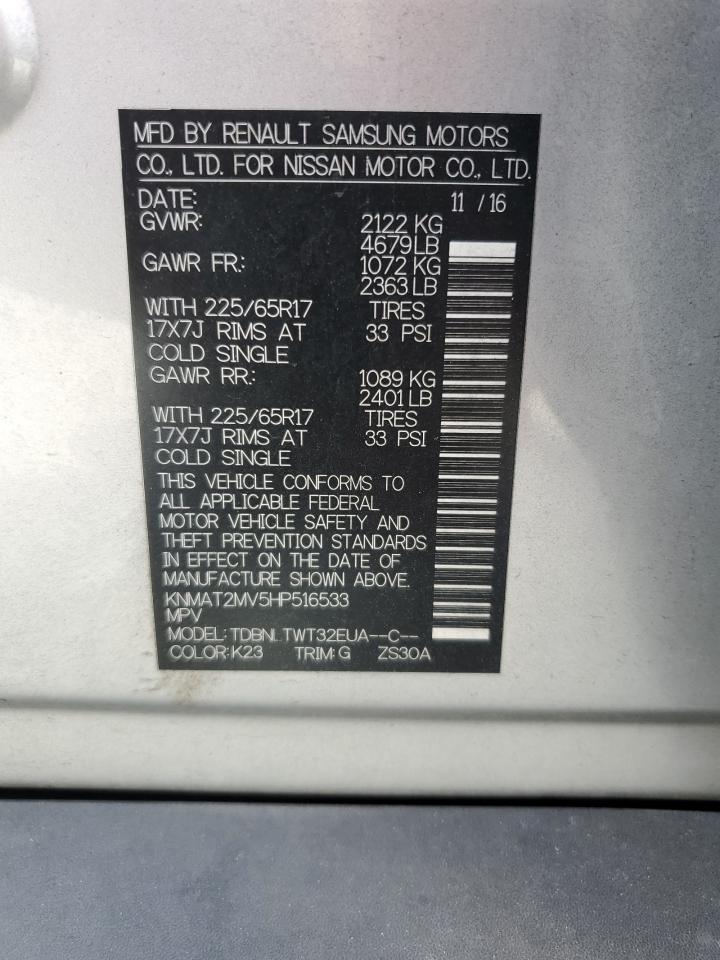 MFD BY RENAULT SAMSUNG MOTORS
CO., LTD. FOR NISSAN MOTOR CO., LTD.
DATE: 11 /16
GVWR: 2122 KG
4679 LB
GAWR FR.: 1072 KG
2363 LB
WITH 225/65R17 TIRES
17X7J RIMS AT 33 PSI
COLD SINGLE
GAWR RR.: 1089 KG
2401 LB
WITH 225/65R17 TIRES
17X7J RIMS AT 33 PSI
COLD SINGLE
THIS VEHICLE CONFORMS TO
ALL APPLICABLE FEDERAL
MOTOR VEHICLE SAFETY AND
THEFT PREVENTION STANDARDS
IN EFFECT ON THE DATE OF
MANUFACTURE SHOWN ABOVE.
KNMAT2MV5HP516533
MPV
MODEL: TDBNL TWT32EUA--C--
COLOR:K23 TRIM:G ZS30A